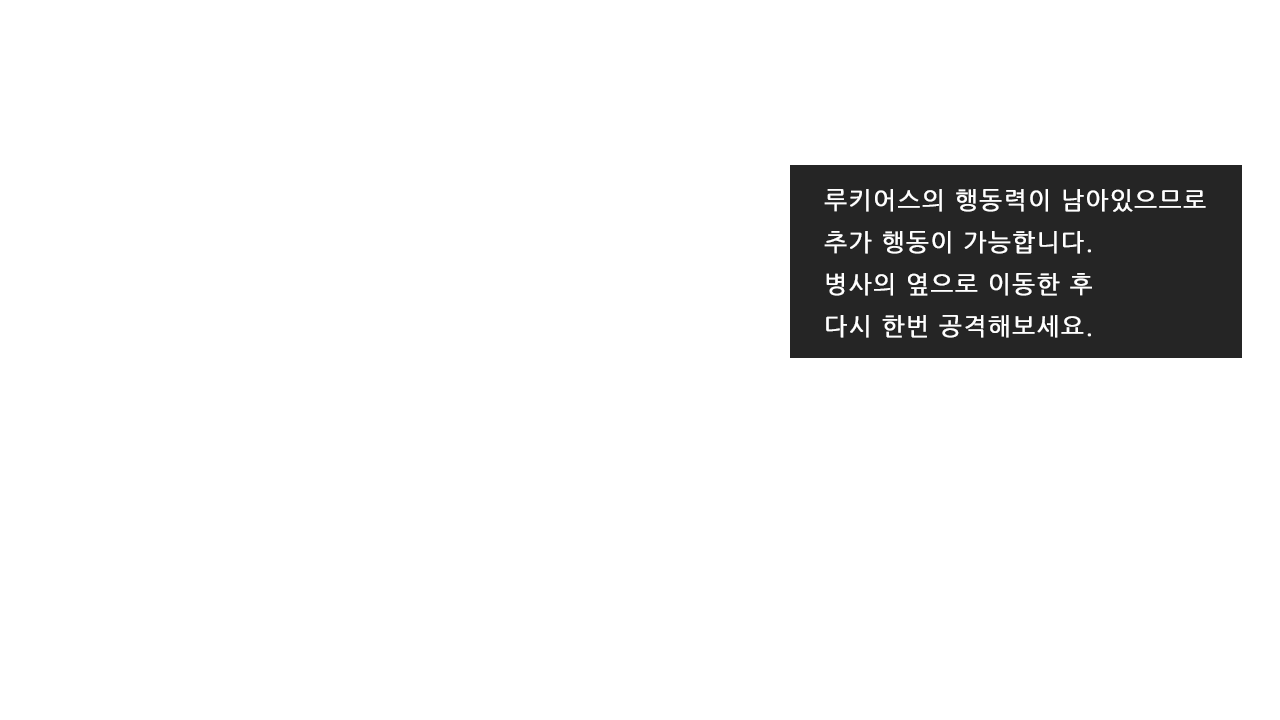 루키어스의 행동력이 남아있으므로
추가 행동이 가능합니다.
병사의 옆으로 이동한 후
다시 한번 공격해보세요.